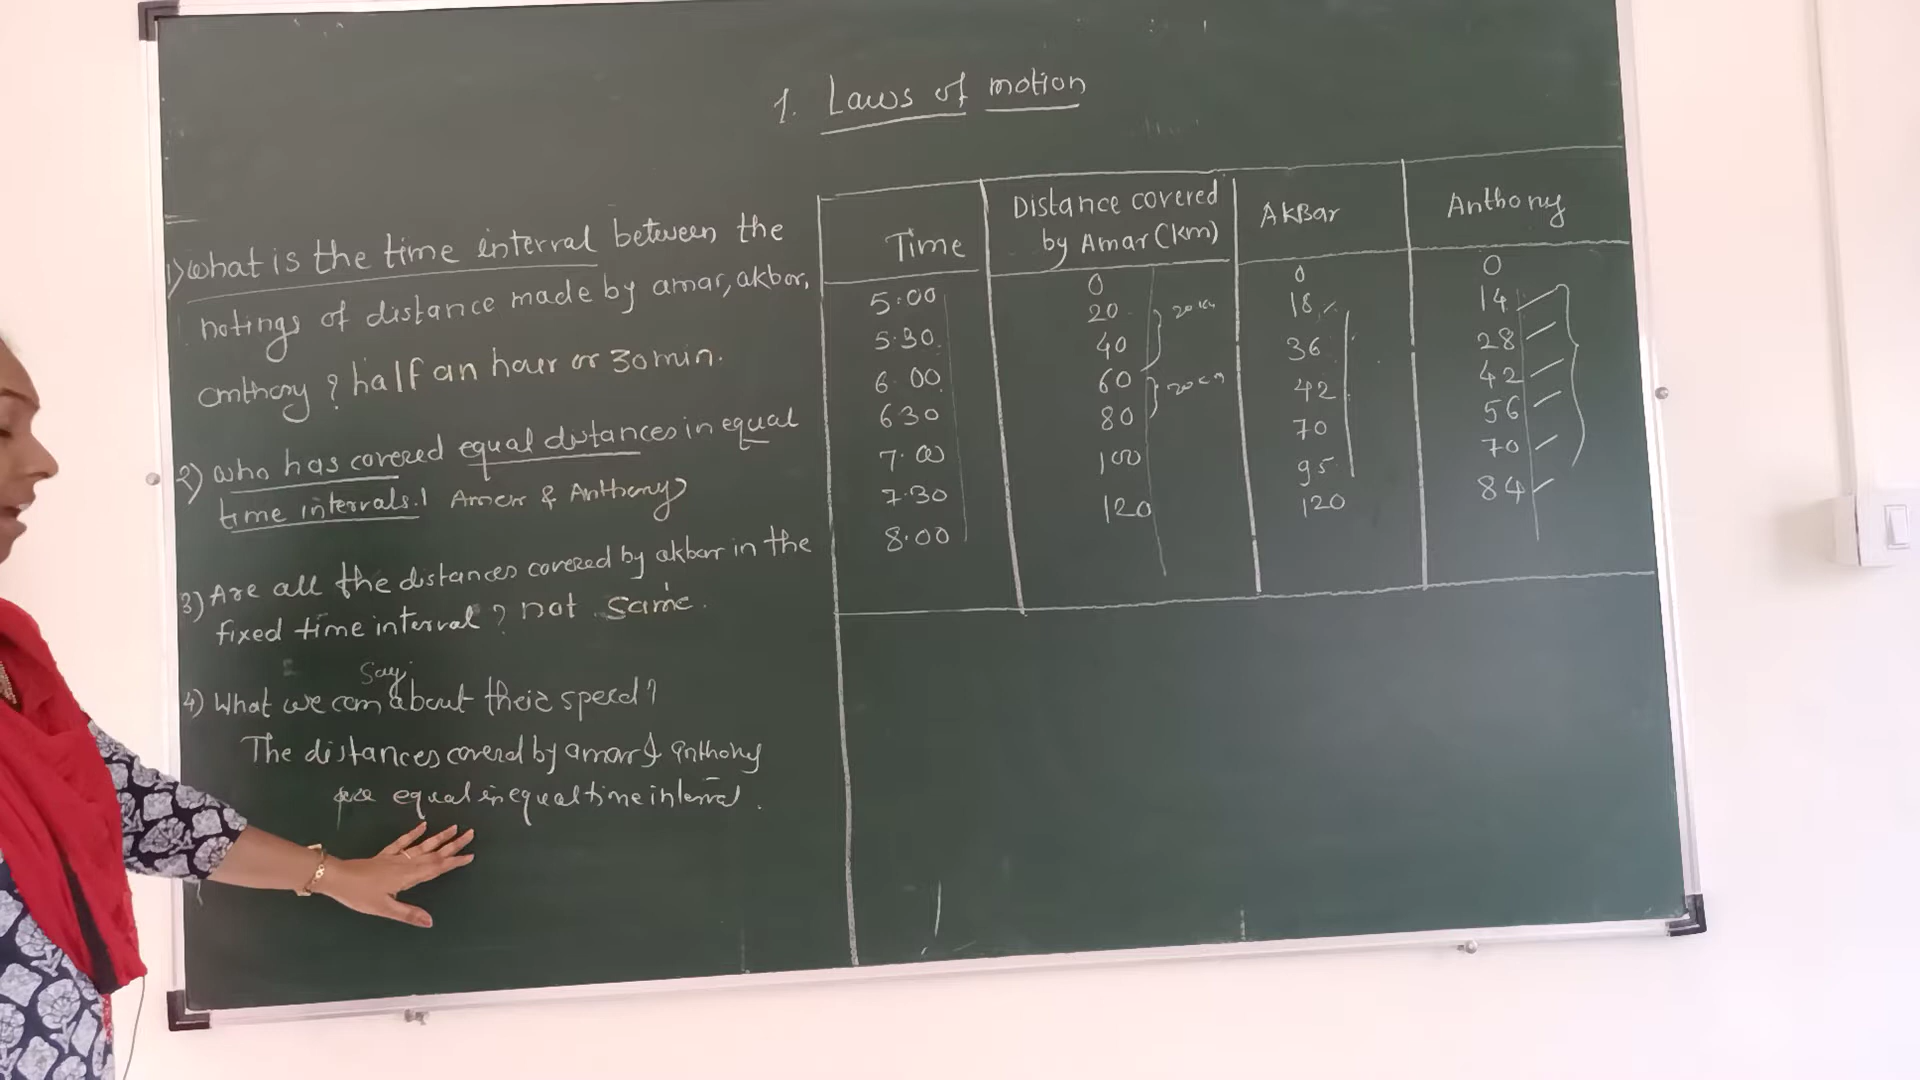 1. Laws of motion
1) What is the time interval between the
notings of distance made by amar, akbar,
anthony ? half an hour or 30 min.
2) who has covered equal distances in equal
time intervals. 1 Amar & Anthony
3) Are all the distances covered by akbar in the
fixed time interval ? not same.
say
4) What we can about their speed ?
The distances covered by amar & anthony
are equal in equal time interval.
Time Distance covered by Amar (km) AkBar Anthony
5.00 0 0 0
5.30 20 18 14
6.00 40 36 28
6.30 60 42 42
7.00 80 70 56
7.30 100 95 70
8.00 120 120 84
20 km
20 km